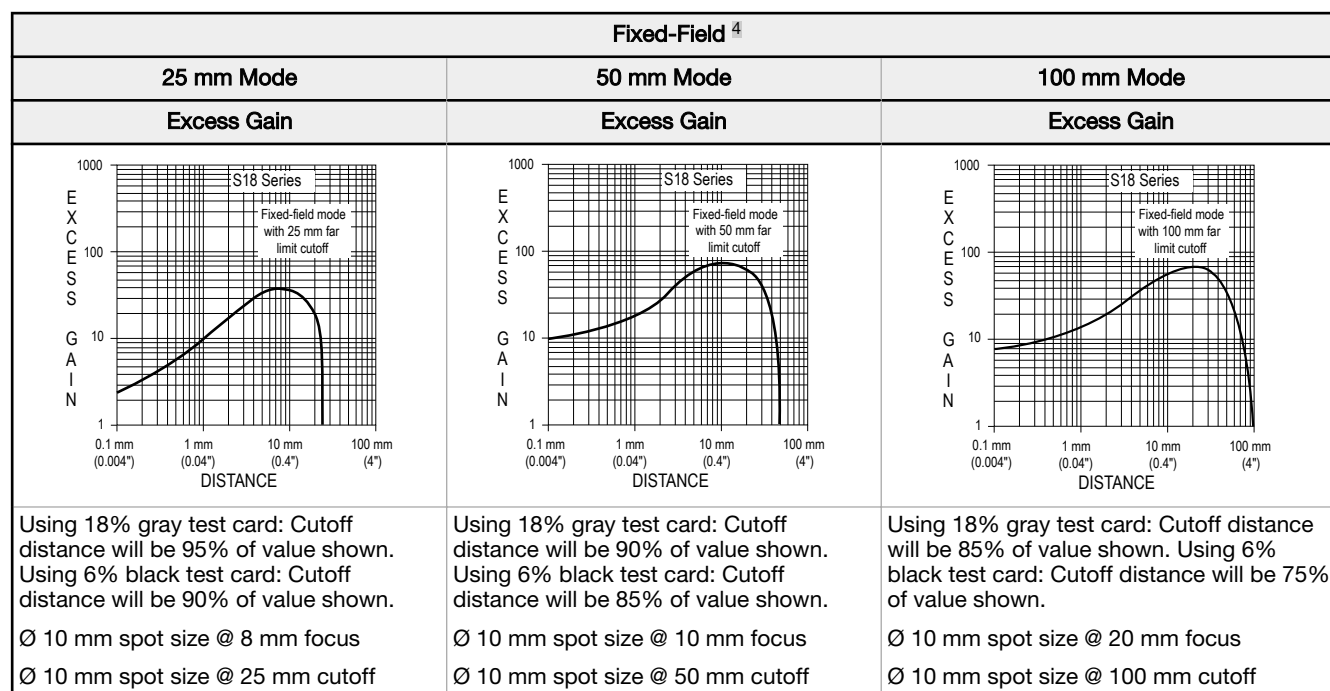 Fixed-Field 4
25 mm Mode
50 mm Mode
100 mm Mode
Excess Gain
Excess Gain
Excess Gain
1000
100
10
1
EXCESS GAIN
S18 Series
Fixed-field mode
with 25 mm far
limit cutoff
0.1 mm 1 mm 10 mm 100 mm
(0.004") (0.04") (0.4") (4")
DISTANCE
1000
100
10
1
EXCESS GAIN
S18 Series
Fixed-field mode
with 50 mm far
limit cutoff
0.1 mm 1 mm 10 mm 100 mm
(0.004") (0.04") (0.4") (4")
DISTANCE
1000
100
10
1
EXCESS GAIN
S18 Series
Fixed-field mode
with 100 mm far
limit cutoff
0.1 mm 1 mm 10 mm 100 mm
(0.004") (0.04") (0.4") (4")
DISTANCE
Using 18% gray test card: Cutoff
distance will be 95% of value shown.
Using 6% black test card: Cutoff
distance will be 90% of value shown.
Ø 10 mm spot size @ 8 mm focus
Ø 10 mm spot size @ 25 mm cutoff
Using 18% gray test card: Cutoff
distance will be 90% of value shown.
Using 6% black test card: Cutoff
distance will be 85% of value shown.
Ø 10 mm spot size @ 10 mm focus
Ø 10 mm spot size @ 50 mm cutoff
Using 18% gray test card: Cutoff distance
will be 85% of value shown. Using 6%
black test card: Cutoff distance will be 75%
of value shown.
Ø 10 mm spot size @ 20 mm focus
Ø 10 mm spot size @ 100 mm cutoff